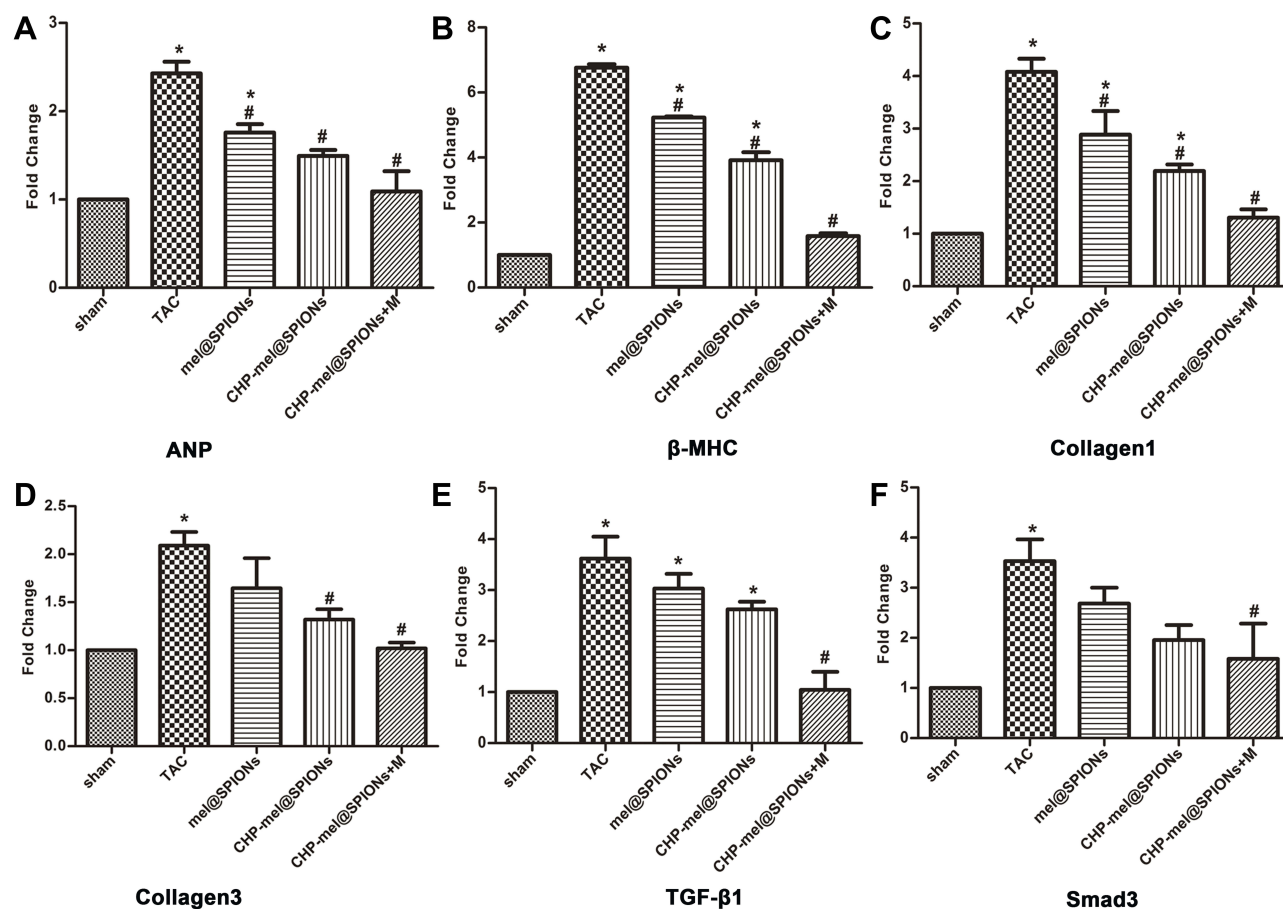 A
3
2
1
0
Fold Change
*
*
#
#
#
sham
TAC
mel@SPIONs
CHP-mel@SPIONs
CHP-mel@SPIONs+M
ANP
B
8
6
4
2
0
Fold Change
*
*
#
*
#
#
sham
TAC
mel@SPIONs
CHP-mel@SPIONs
CHP-mel@SPIONs+M
β-MHC
C
5
4
3
2
1
0
Fold Change
*
*
#
*
#
#
sham
TAC
mel@SPIONs
CHP-mel@SPIONs
CHP-mel@SPIONs+M
Collagen1
D
2.5
2.0
1.5
1.0
0.5
0.0
Fold Change
*
#
#
sham
TAC
mel@SPIONs
CHP-mel@SPIONs
CHP-mel@SPIONs+M
Collagen3
E
5
4
3
2
1
0
Fold Change
*
*
*
#
sham
TAC
mel@SPIONs
CHP-mel@SPIONs
CHP-mel@SPIONs+M
TGF-β1
F
5
4
3
2
1
0
Fold Change
*
#
sham
TAC
mel@SPIONs
CHP-mel@SPIONs
CHP-mel@SPIONs+M
Smad3